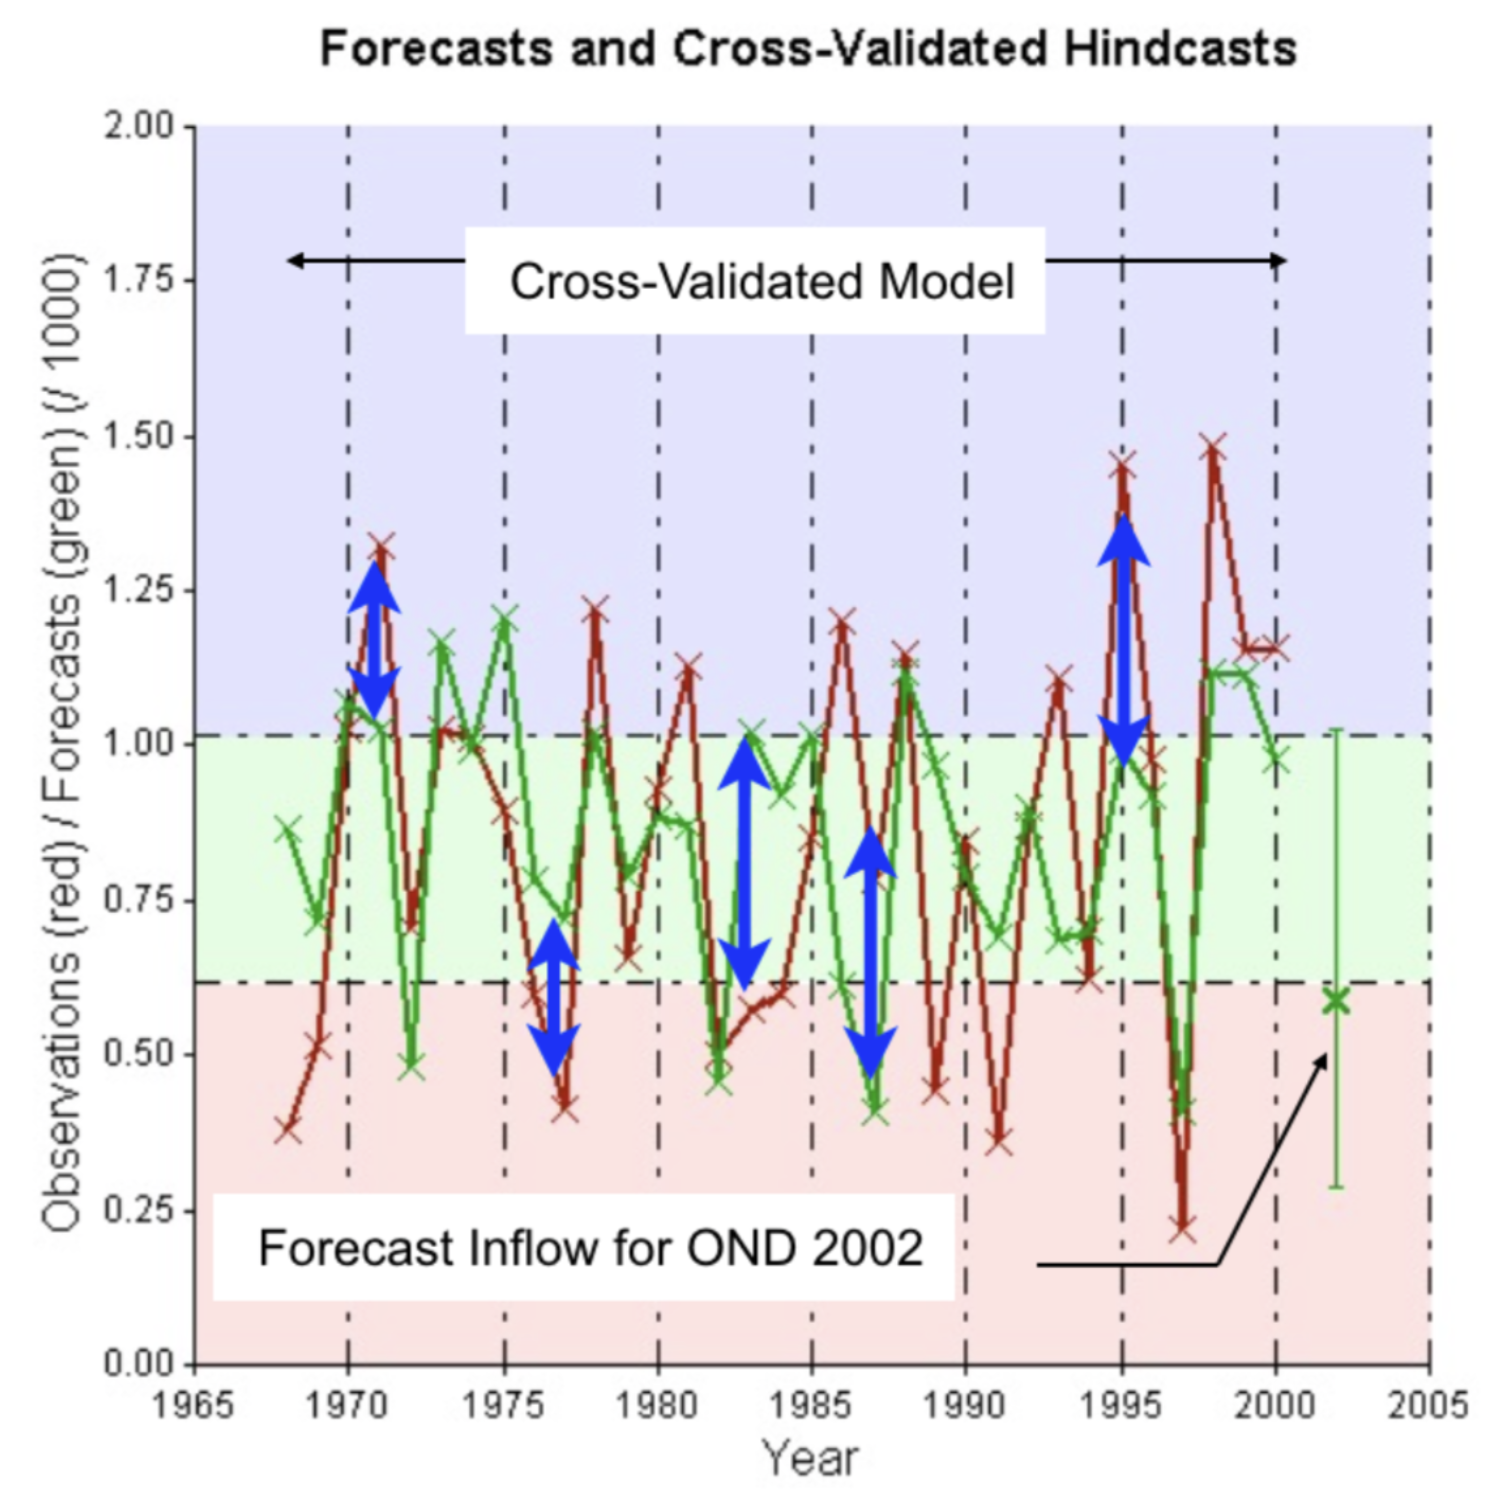 Forecasts and Cross-Validated Hindcasts
Observations (red) / Forecasts (green) (/ 1000)
2.00
1.75
1.50
1.25
1.00
0.75
0.50
0.25
0.00
Cross-Validated Model
Forecast Inflow for OND 2002
1965 1970 1975 1980 1985 1990 1995 2000 2005
Year